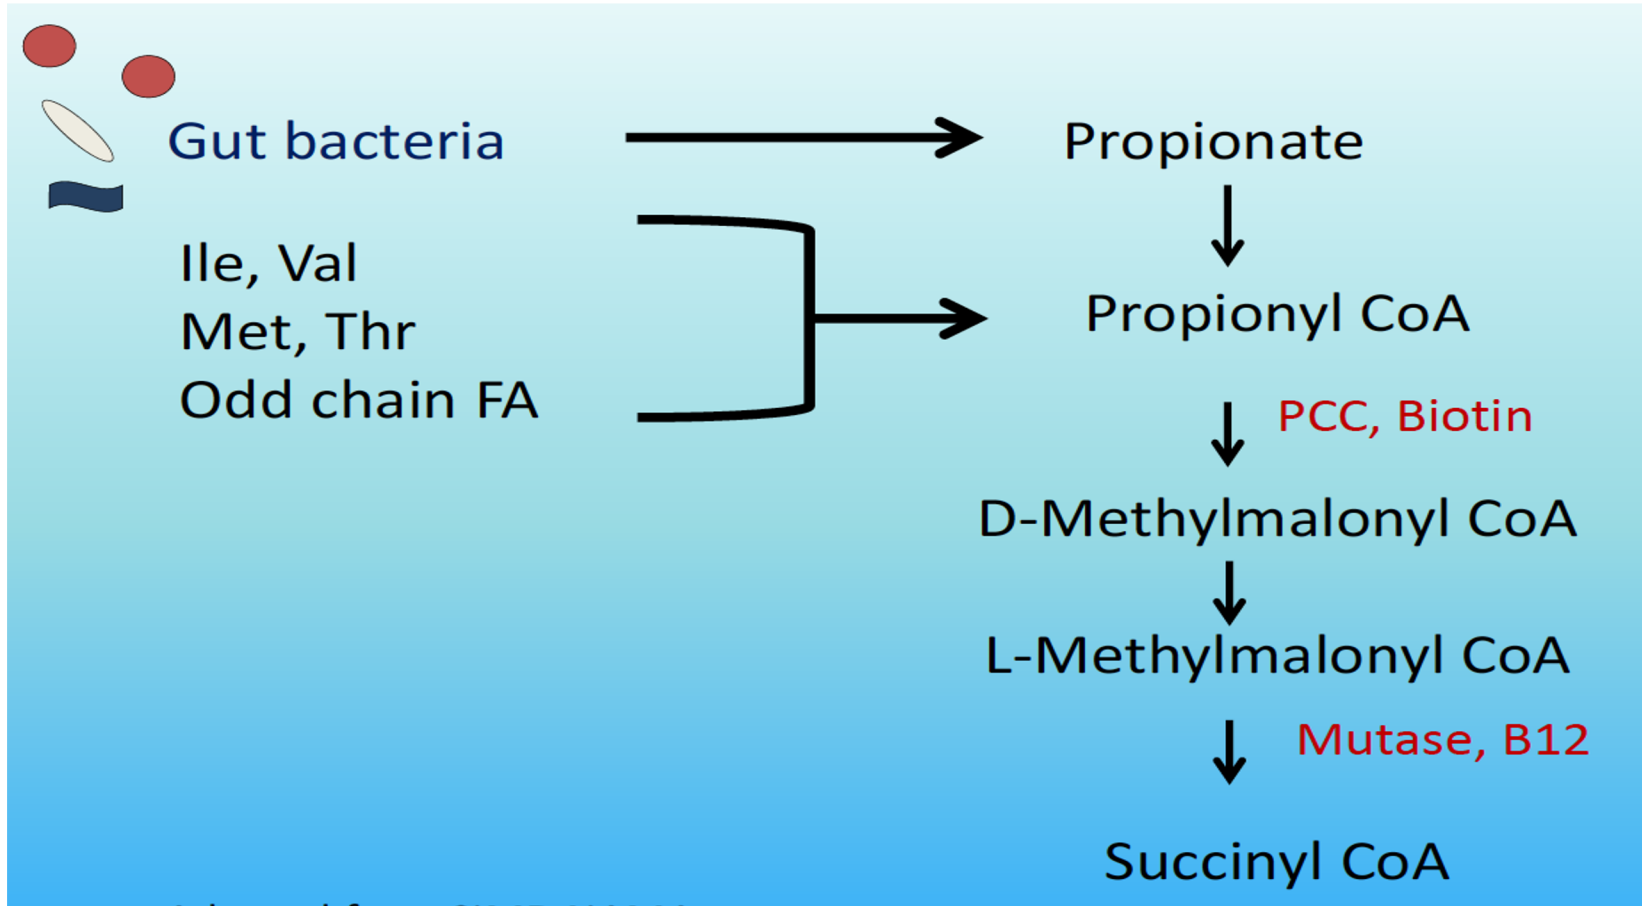 Gut bacteria
Propionate
Ile, Val
Met, Thr
Odd chain FA
Propionyl CoA
PCC, Biotin
D-Methylmalonyl CoA
L-Methylmalonyl CoA
Mutase, B12
Succinyl CoA